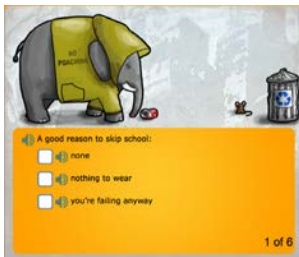 NO
POACHING
A good reason to skip school:
none
nothing to wear
you're failing anyway
1 of 6